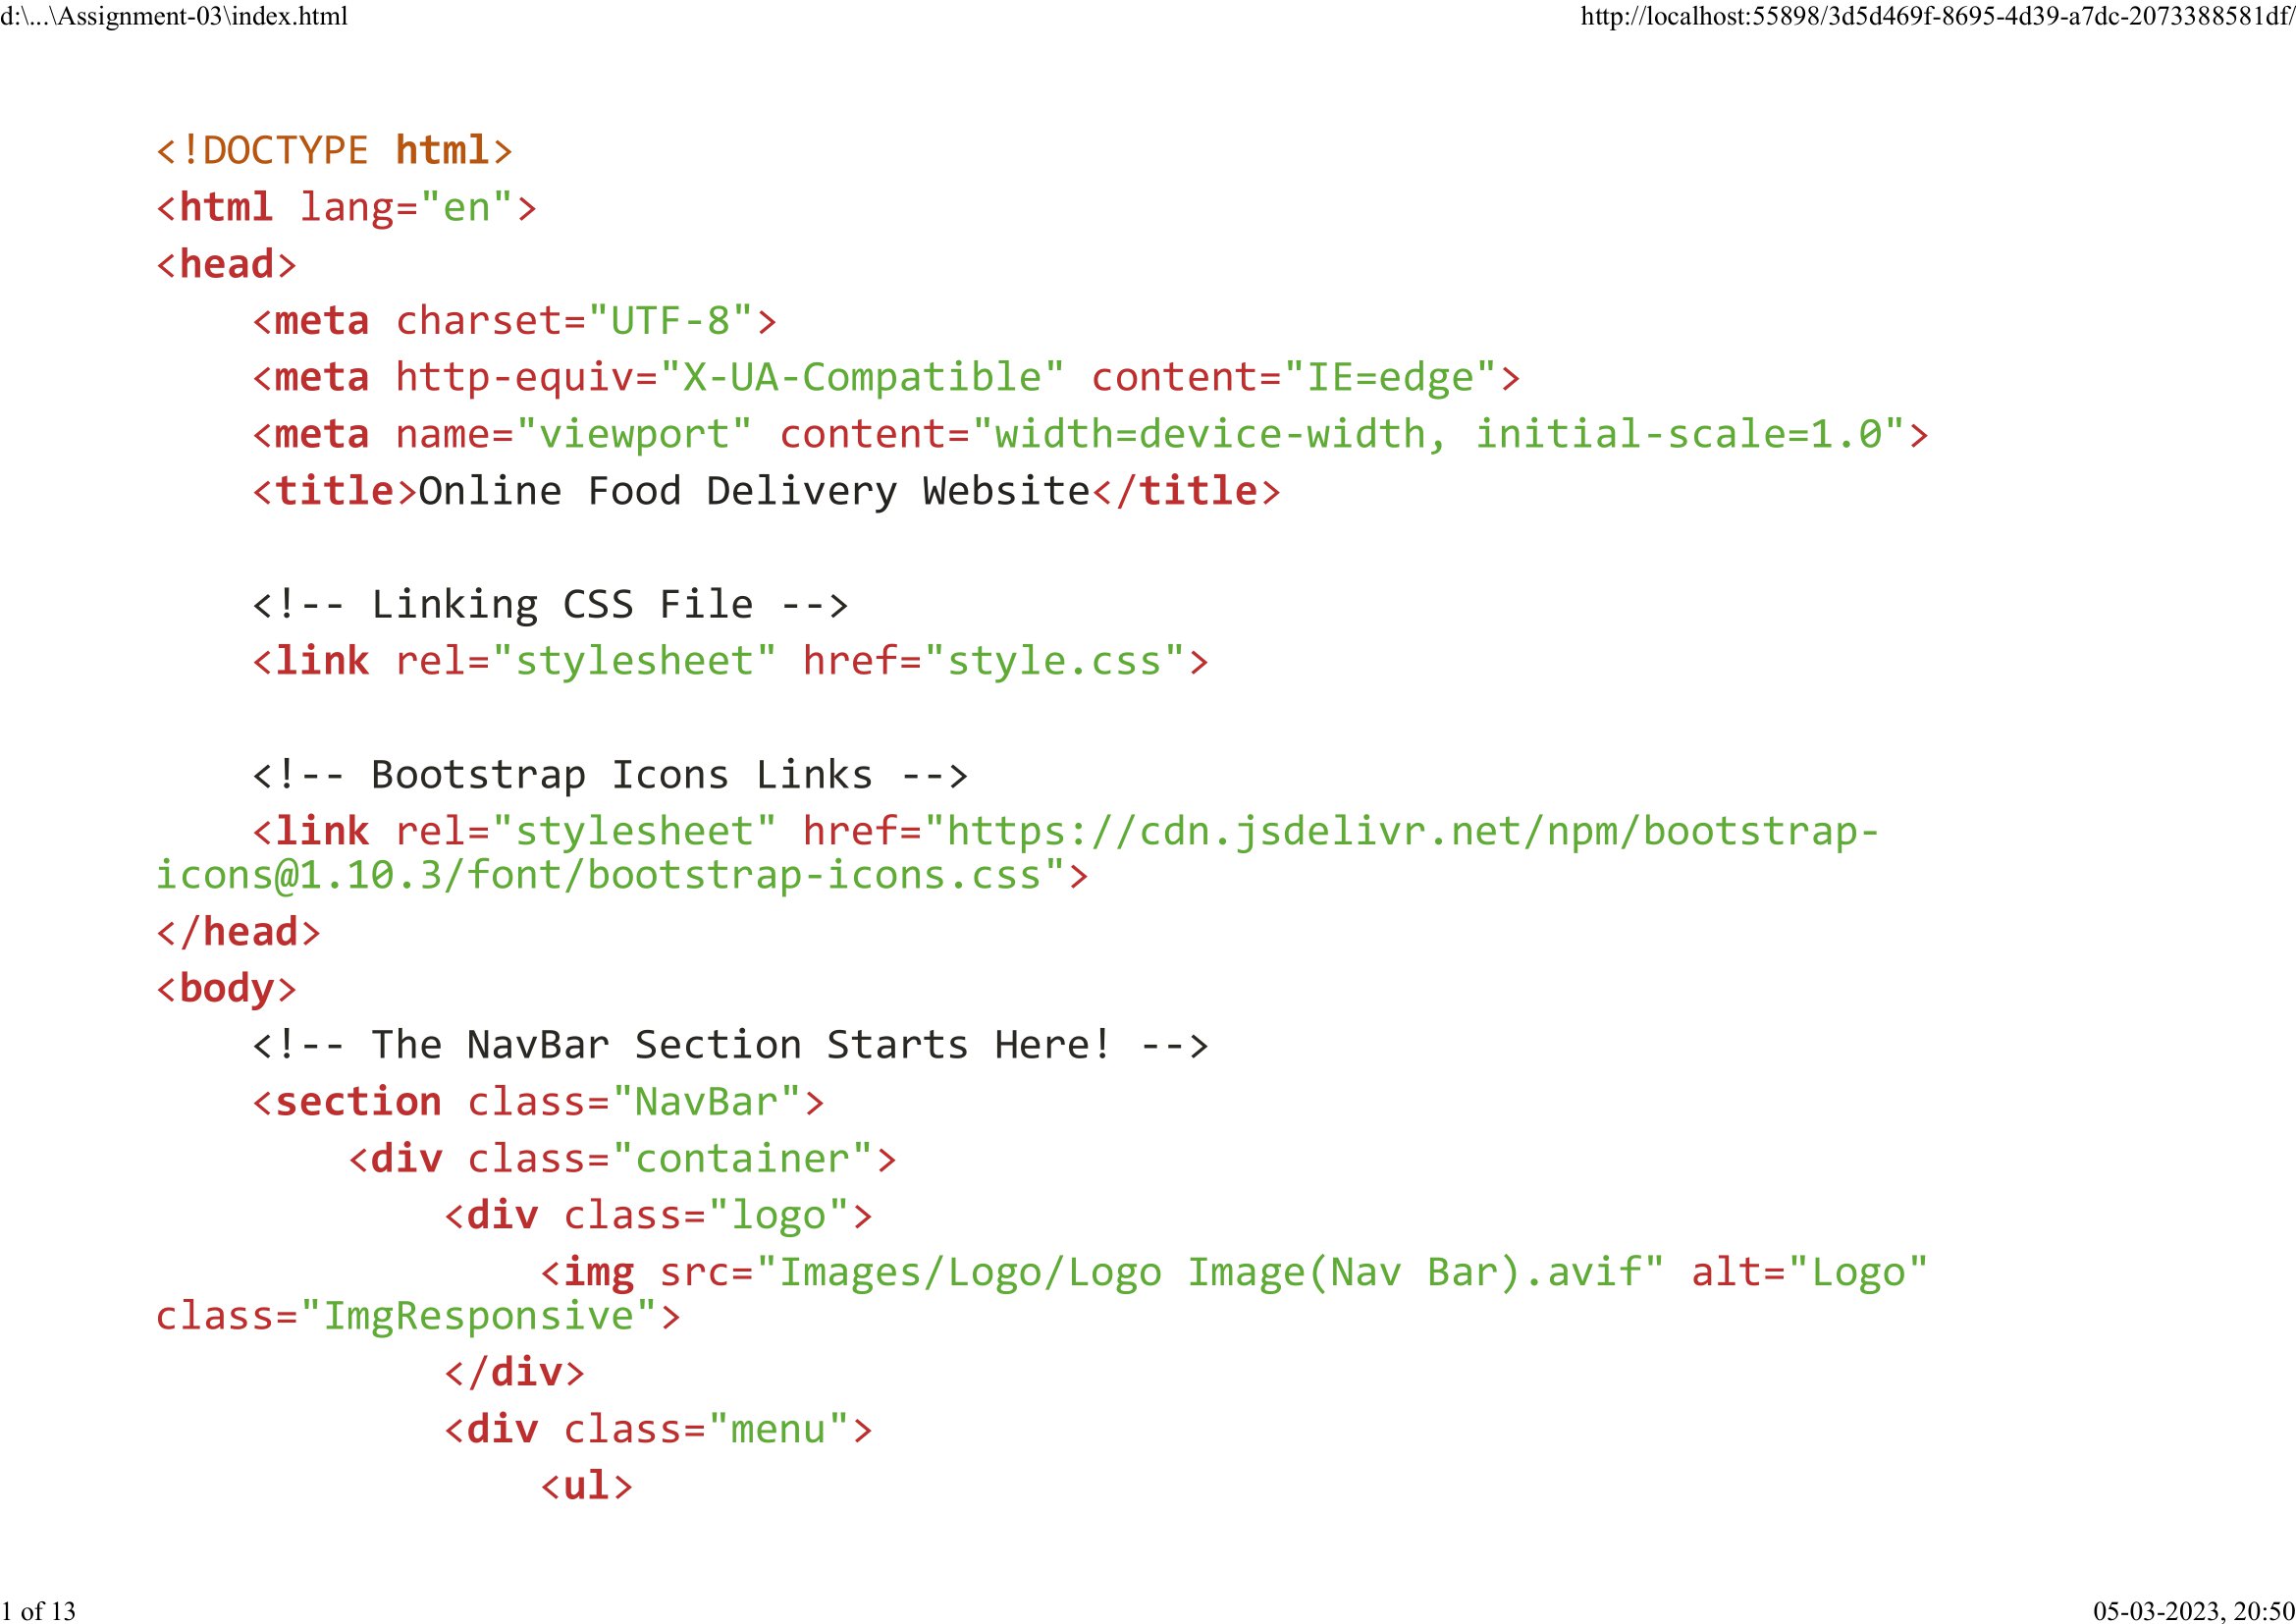 d:\...\Assignment-03\index.html
http://localhost:55898/3d5d469f-8695-4d39-a7dc-2073388581df/
<!DOCTYPE html>
<html lang="en">
<head>
    <meta charset="UTF-8">
    <meta http-equiv="X-UA-Compatible" content="IE=edge">
    <meta name="viewport" content="width=device-width, initial-scale=1.0">
    <title>Online Food Delivery Website</title>
    <!-- Linking CSS File -->
    <link rel="stylesheet" href="style.css">
    <!-- Bootstrap Icons Links -->
    <link rel="stylesheet" href="https://cdn.jsdelivr.net/npm/bootstrap-
icons@1.10.3/font/bootstrap-icons.css">
</head>
<body>
    <!-- The NavBar Section Starts Here! -->
    <section class="NavBar">
        <div class="container">
            <div class="logo">
                <img src="Images/Logo/Logo Image(Nav Bar).avif" alt="Logo"
class="ImgResponsive">
            </div>
            <div class="menu">
                <ul>
1 of 13
05-03-2023, 20:50